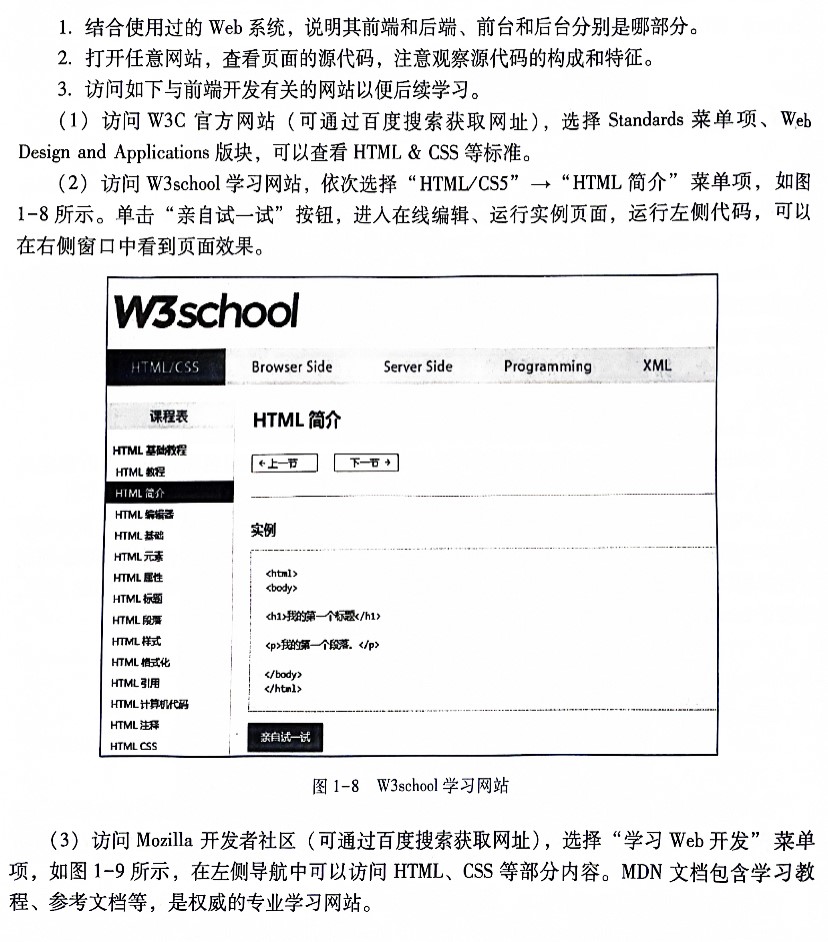 1. 结合使用过的 Web 系统，说明其前端和后端、前台和后台分别是哪部分。
2. 打开任意网站，查看页面的源代码，注意观察源代码的构成和特征。
3. 访问如下与前端开发有关的网站以便后续学习。
（1）访问 W3C 官方网站（可通过百度搜索获取网址），选择 Standards 菜单项、Web
Design and Applications 版块，可以查看 HTML & CSS 等标准。
（2）访问 W3school 学习网站，依次选择“HTML/CS5”→“HTML 简介”菜单项，如图
1-8 所示。单击“亲自试一试”按钮，进入在线编辑、运行实例页面，运行左侧代码，可以
在右侧窗口中看到页面效果。
W3school
HTML/CSS Browser Side Server Side Programming XML
课程表
HTML 基础教程
HTML 教程
HTML 简介
HTML 编辑器
HTML 基础
HTML 元素
HTML 属性
HTML 标题
HTML 段落
HTML 样式
HTML 格式化
HTML 引用
HTML 计算机代码
HTML 注释
HTML CSS
HTML 简介
←上一节 下一节→
实例
<html>
<body>
<h1>我的第一个标题</h1>
<p>我的第一个段落。</p>
</body>
</html>
亲自试一试
图 1-8 W3school 学习网站
（3）访问 Mozilla 开发者社区（可通过百度搜索获取网址），选择“学习 Web 开发”菜单
项，如图 1-9 所示，在左侧导航中可以访问 HTML、CSS 等部分内容。MDN 文档包含学习教
程、参考文档等，是权威的专业学习网站。